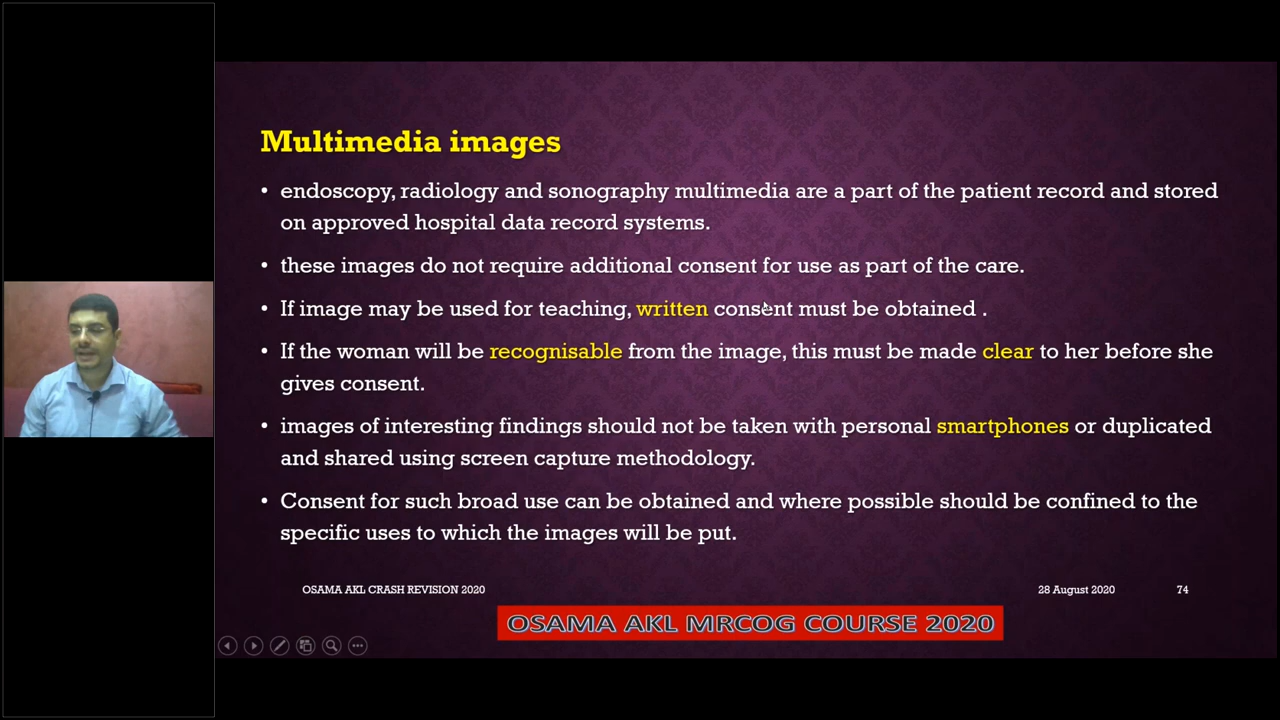 Multimedia images
• endoscopy, radiology and sonography multimedia are a part of the patient record and stored
on approved hospital data record systems.
• these images do not require additional consent for use as part of the care.
• If image may be used for teaching, written consent must be obtained .
• If the woman will be recognisable from the image, this must be made clear to her before she
gives consent.
• images of interesting findings should not be taken with personal smartphones or duplicated
and shared using screen capture methodology.
• Consent for such broad use can be obtained and where possible should be confined to the
specific uses to which the images will be put.
OSAMA AKL CRASH REVISION 2020 28 August 2020 74
OSAMA AKL MRCOG COURSE 2020